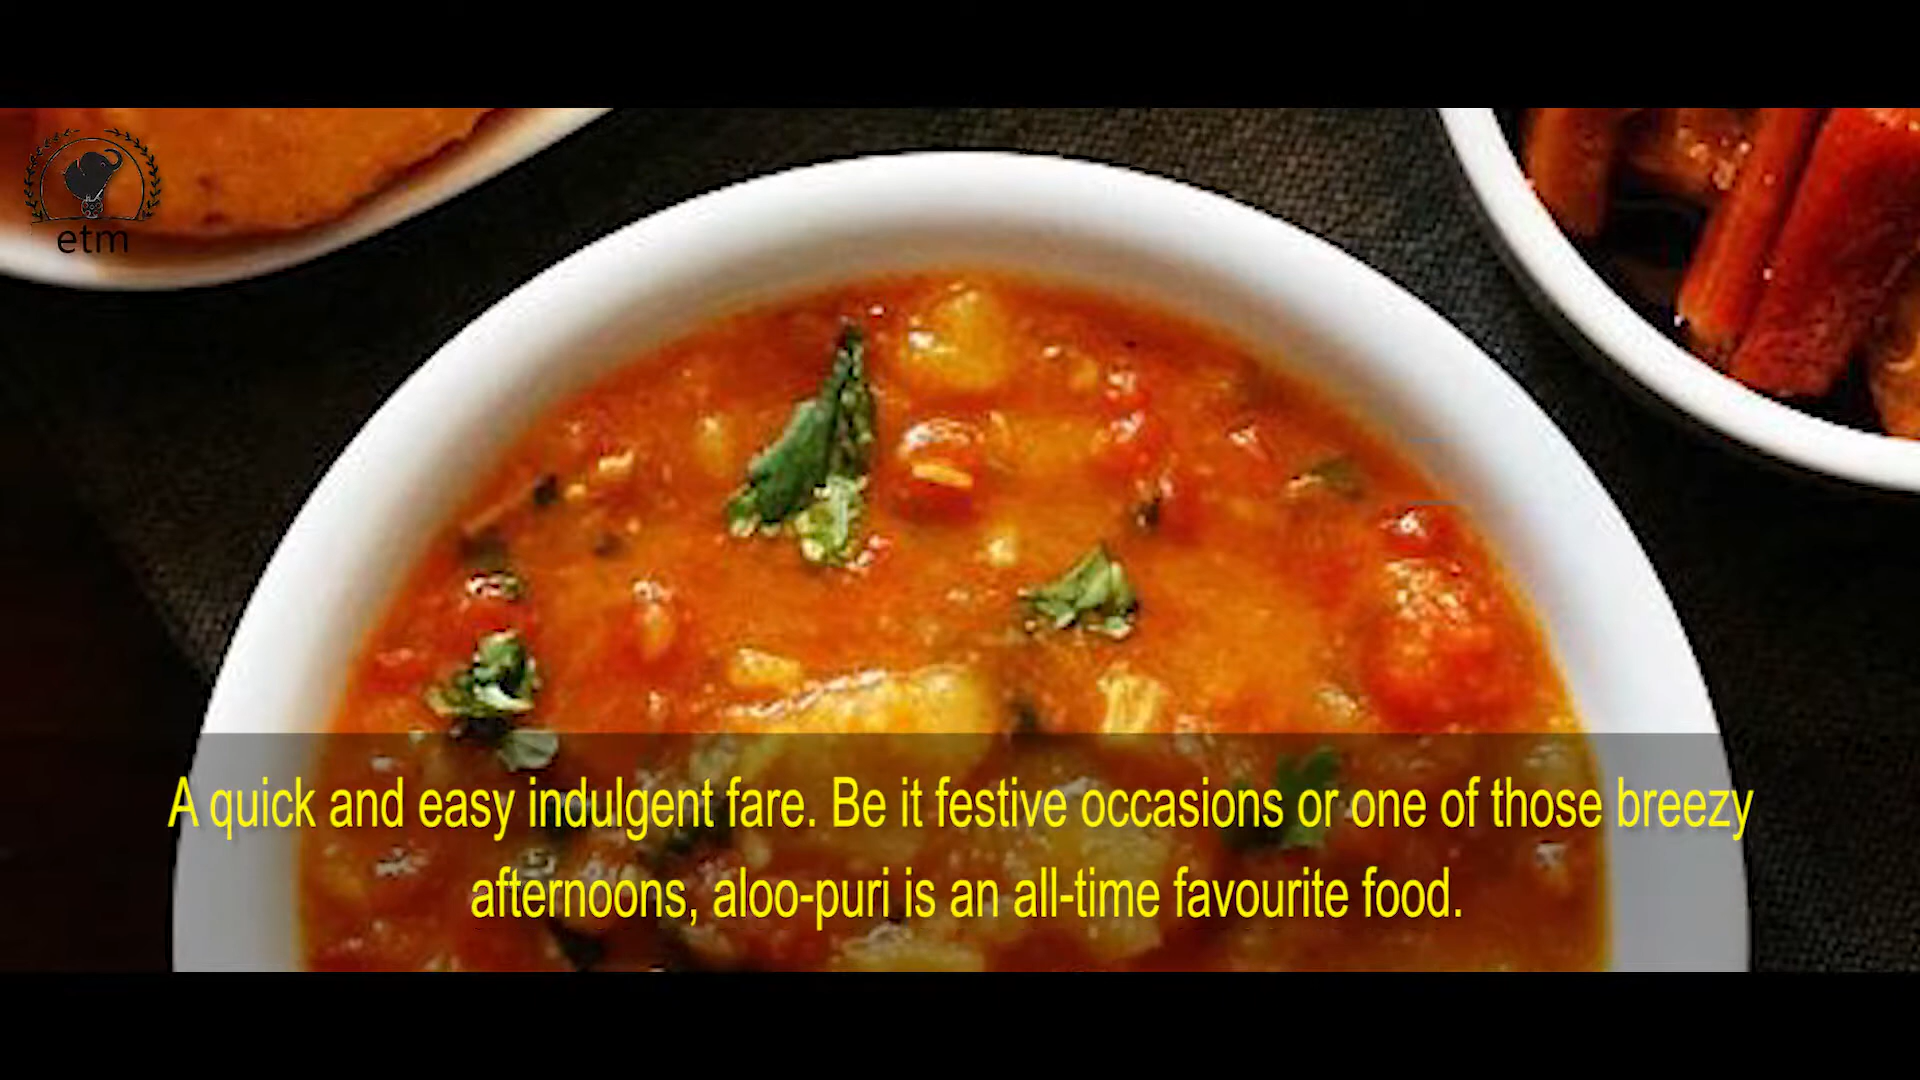 etm
A quick and easy indulgent fare. Be it festive occasions or one of those breezy
afternoons, aloo-puri is an all-time favourite food.